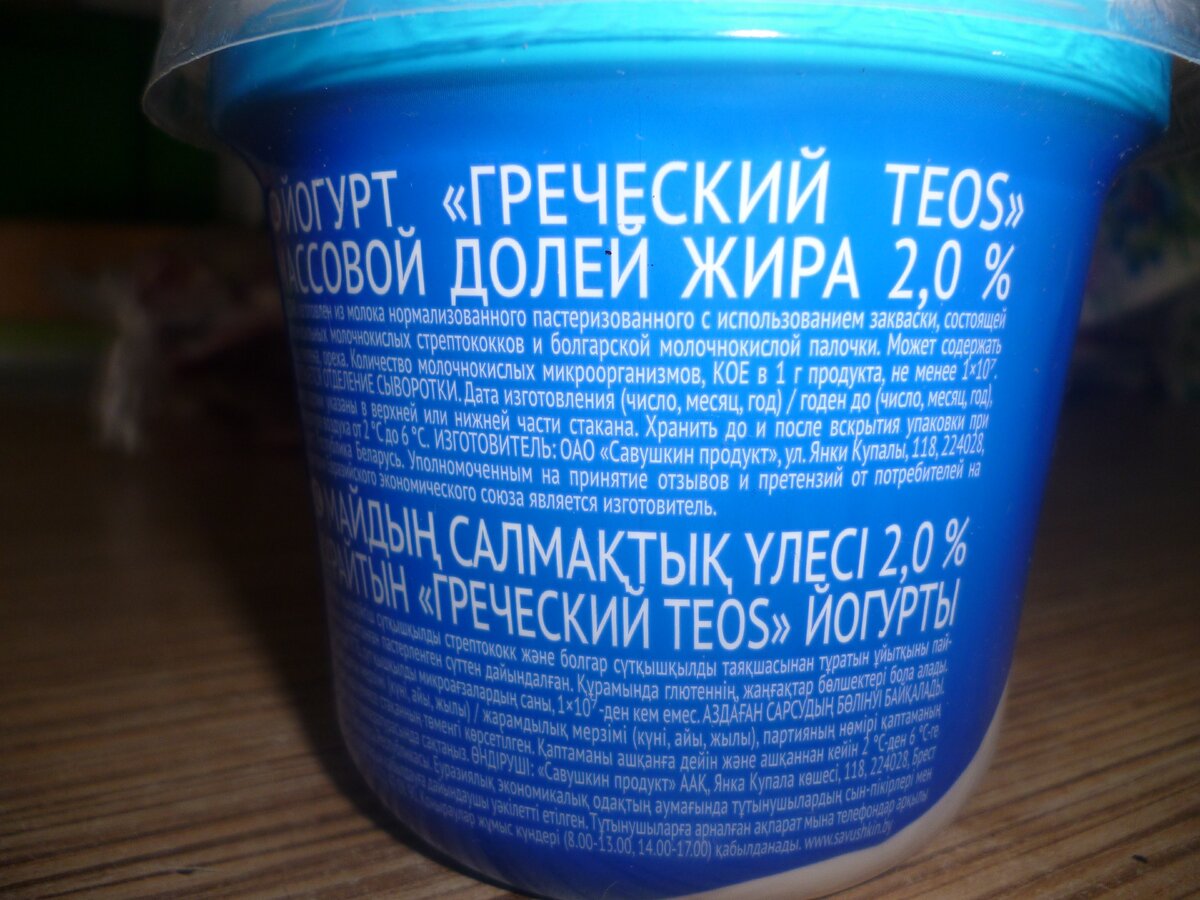 ЙОГУРТ «ГРЕЧЕСКИЙ TEOS»
АССОВОЙ ДОЛЕЙ ЖИРА 2,0 %
из молока нормализованного пастеризованного с использованием закваски, состоящей
молочнокислых стрептококков и болгарской молочнокислой палочки. Может содержать
ореха. Количество молочнокислых микроорганизмов, КОЕ в 1 г продукта, не менее 1×10⁷.
ОТДЕЛЕНИЕ СЫВОРОТКИ. Дата изготовления (число, месяц, год) / годен до (число, месяц, год),
указаны в верхней или нижней части стакана. Хранить до и после вскрытия упаковки при
от 2 °С до 6 °С. ИЗГОТОВИТЕЛЬ: ОАО «Савушкин продукт», ул. Янки Купалы, 118, 224028,
Беларусь. Уполномоченным на принятие отзывов и претензий от потребителей на
экономического союза является изготовитель.
МАЙДЫҢ САЛМАҚТЫҚ ҮЛЕСІ 2,0 %
«ГРЕЧЕСКИЙ TEOS» ЙОГУРТЫ
сүтқышқылды стрептококк және болгар сүтқышқылды таяқшасынан тұратын ұйытқыны пай-
пастерленген сүттен дайындалған. Құрамында глютеннің, жаңғақтар бөлшектері бола алады.
микроағзалардың саны, 1×10⁷-ден кем емес. АЗДАҒАН САРСУДЫҢ БӨЛІНУІ БАЙҚАЛАДЫ.
(күні, айы, жылы) / жарамдылық мерзімі (күні, айы, жылы), партияның нөмірі қаптаманың
төменгі көрсетілген. Қаптаманы ашқанға дейін және ашқаннан кейін 2 °С-ден 6 °С-ге
сақтаңыз. ӨНДІРУШІ: «Савушкин продукт» ААҚ, Янка Купала көшесі, 118, 224028, Брест
Еуразиялық экономикалық одақтың аумағында тұтынушылардың сын-пікірлері мен
дайындаушы уәкілетті етілген. Тұтынушыларға арналған ақпарат мына телефондар арқылы
жұмыс күндері (8.00-13.00, 14.00-17.00) қабылданады. www.savushkin.by